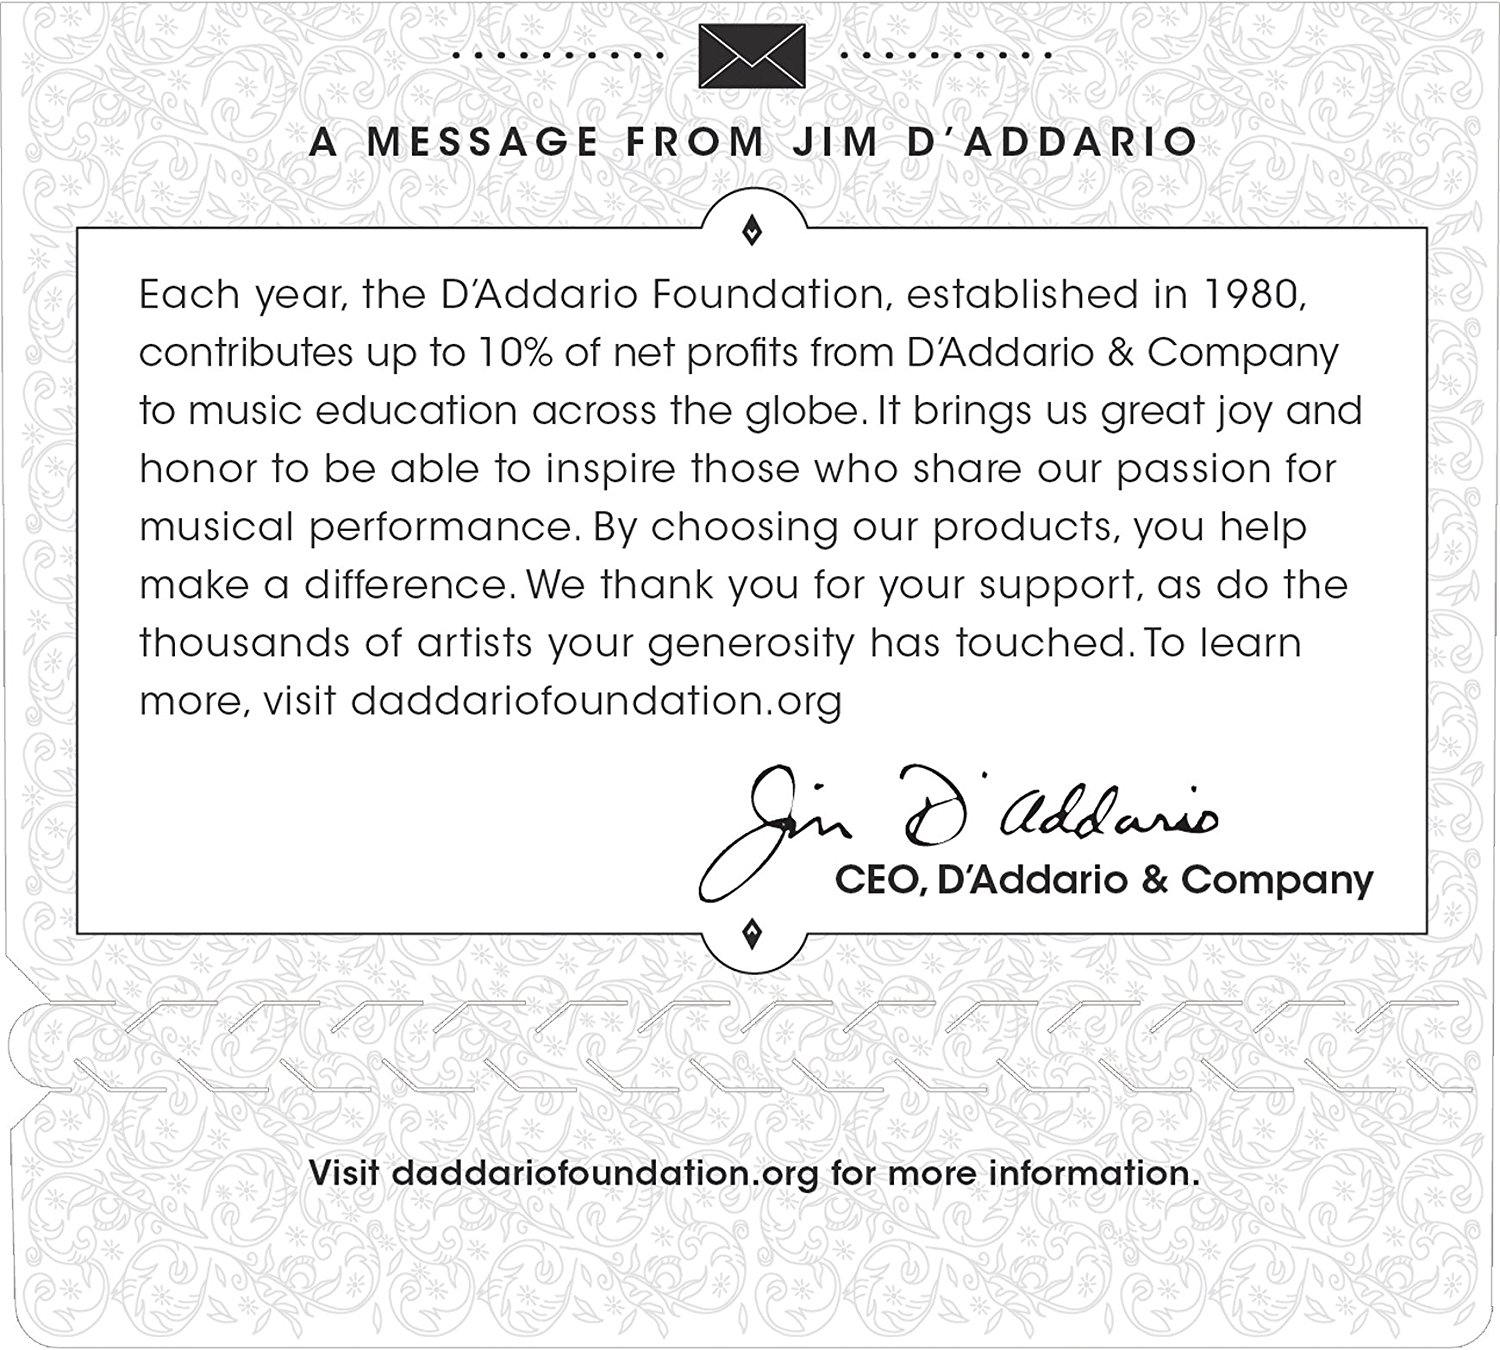 A MESSAGE FROM JIM D'ADDARIO
Each year, the D'Addario Foundation, established in 1980,
contributes up to 10% of net profits from D'Addario & Company
to music education across the globe. It brings us great joy and
honor to be able to inspire those who share our passion for
musical performance. By choosing our products, you help
make a difference. We thank you for your support, as do the
thousands of artists your generosity has touched. To learn
more, visit daddariofoundation.org
Jim D'Addario
CEO, D'Addario & Company
Visit daddariofoundation.org for more information.